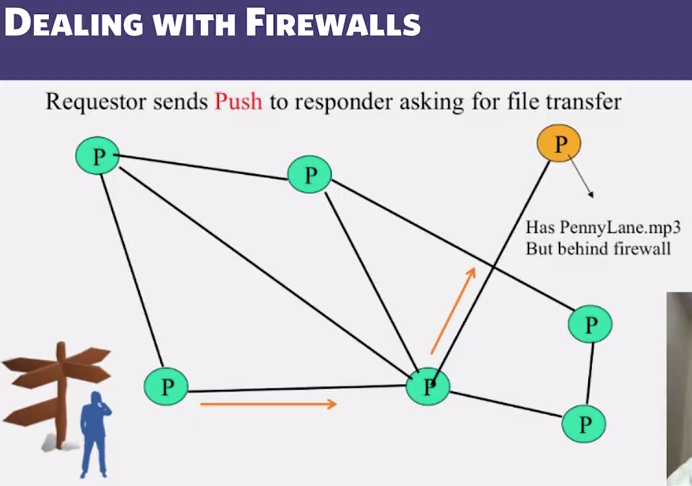 DEALING WITH FIREWALLS
Requestor sends Push to responder asking for file transfer
P
P
P
Has PennyLane.mp3
But behind firewall
P
P
P
P